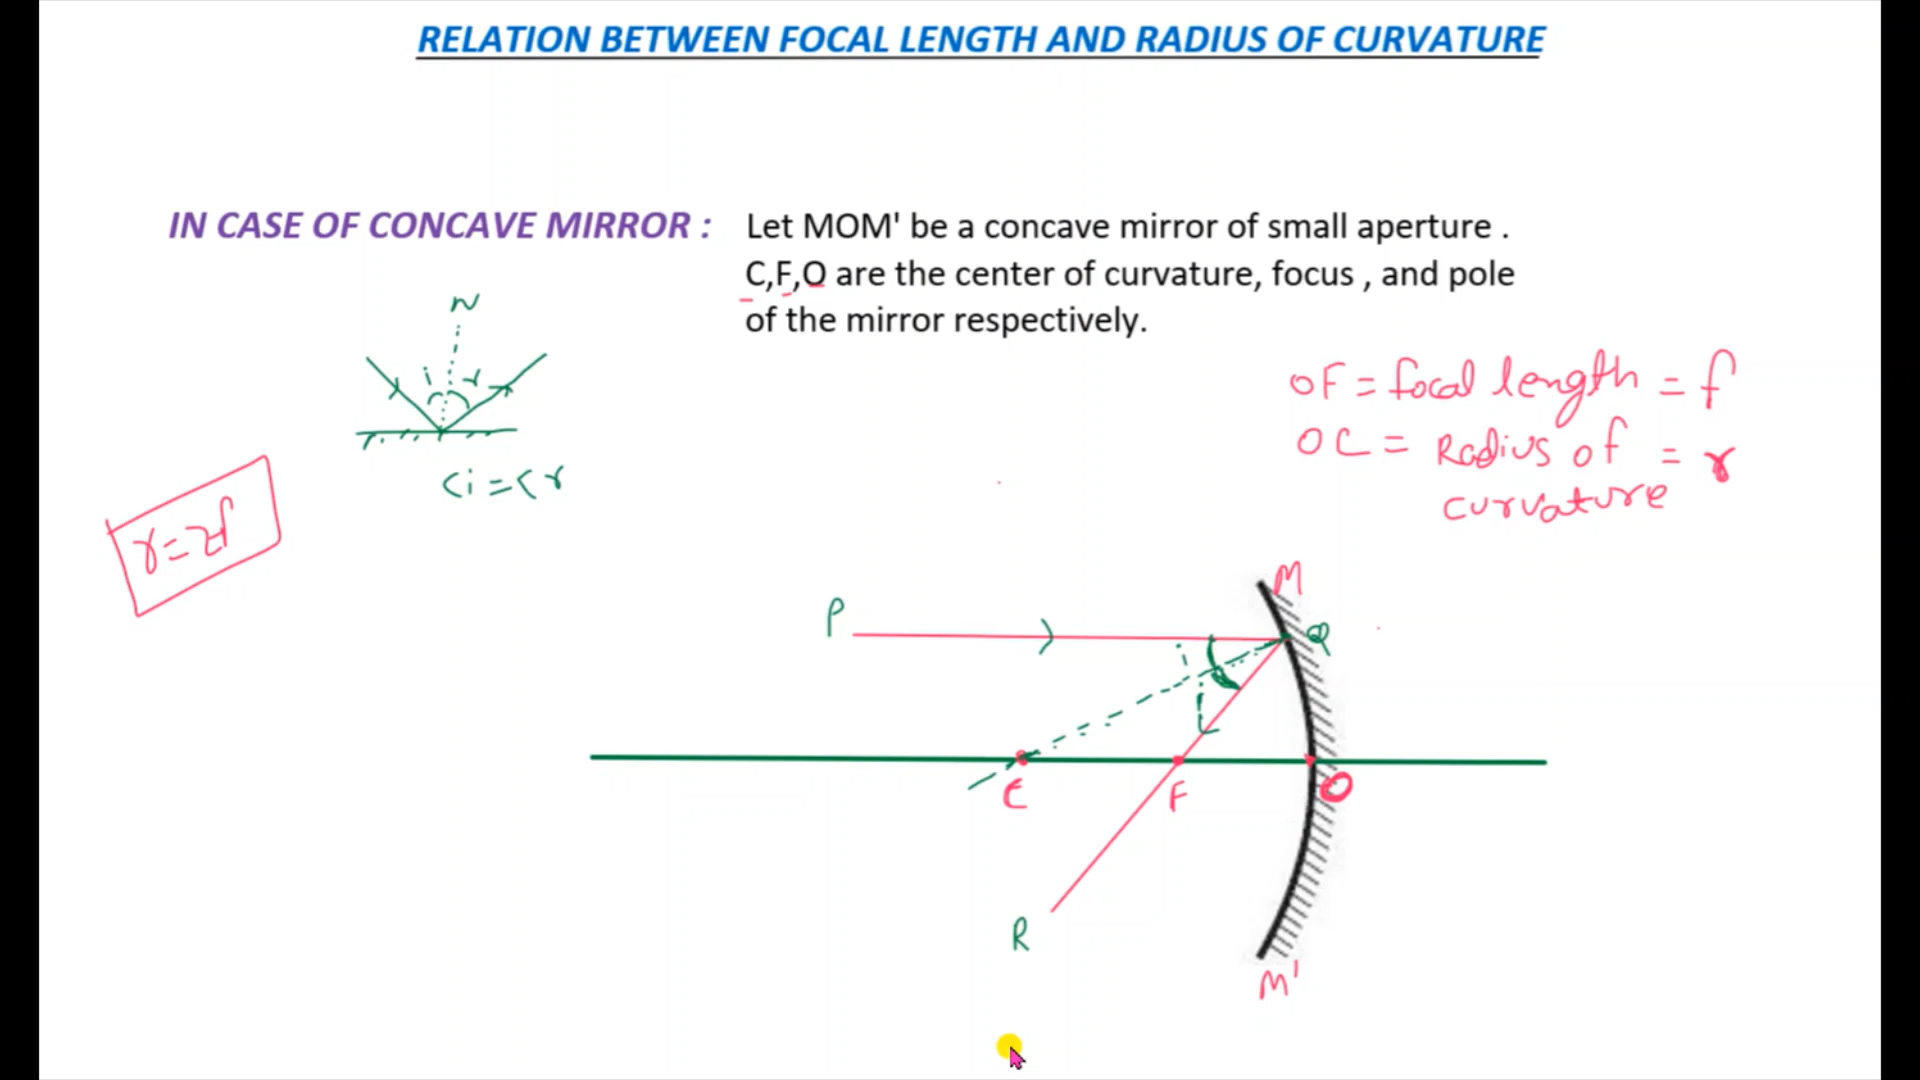 RELATION BETWEEN FOCAL LENGTH AND RADIUS OF CURVATURE
IN CASE OF CONCAVE MIRROR : Let MOM' be a concave mirror of small aperture .
C,F,O are the center of curvature, focus , and pole
of the mirror respectively.
N
i r
<i = <r
r=2f
OF = focal length = f
OC = Radius of = r
curvature
M
P
Q
i
i
C
F
O
R
M'